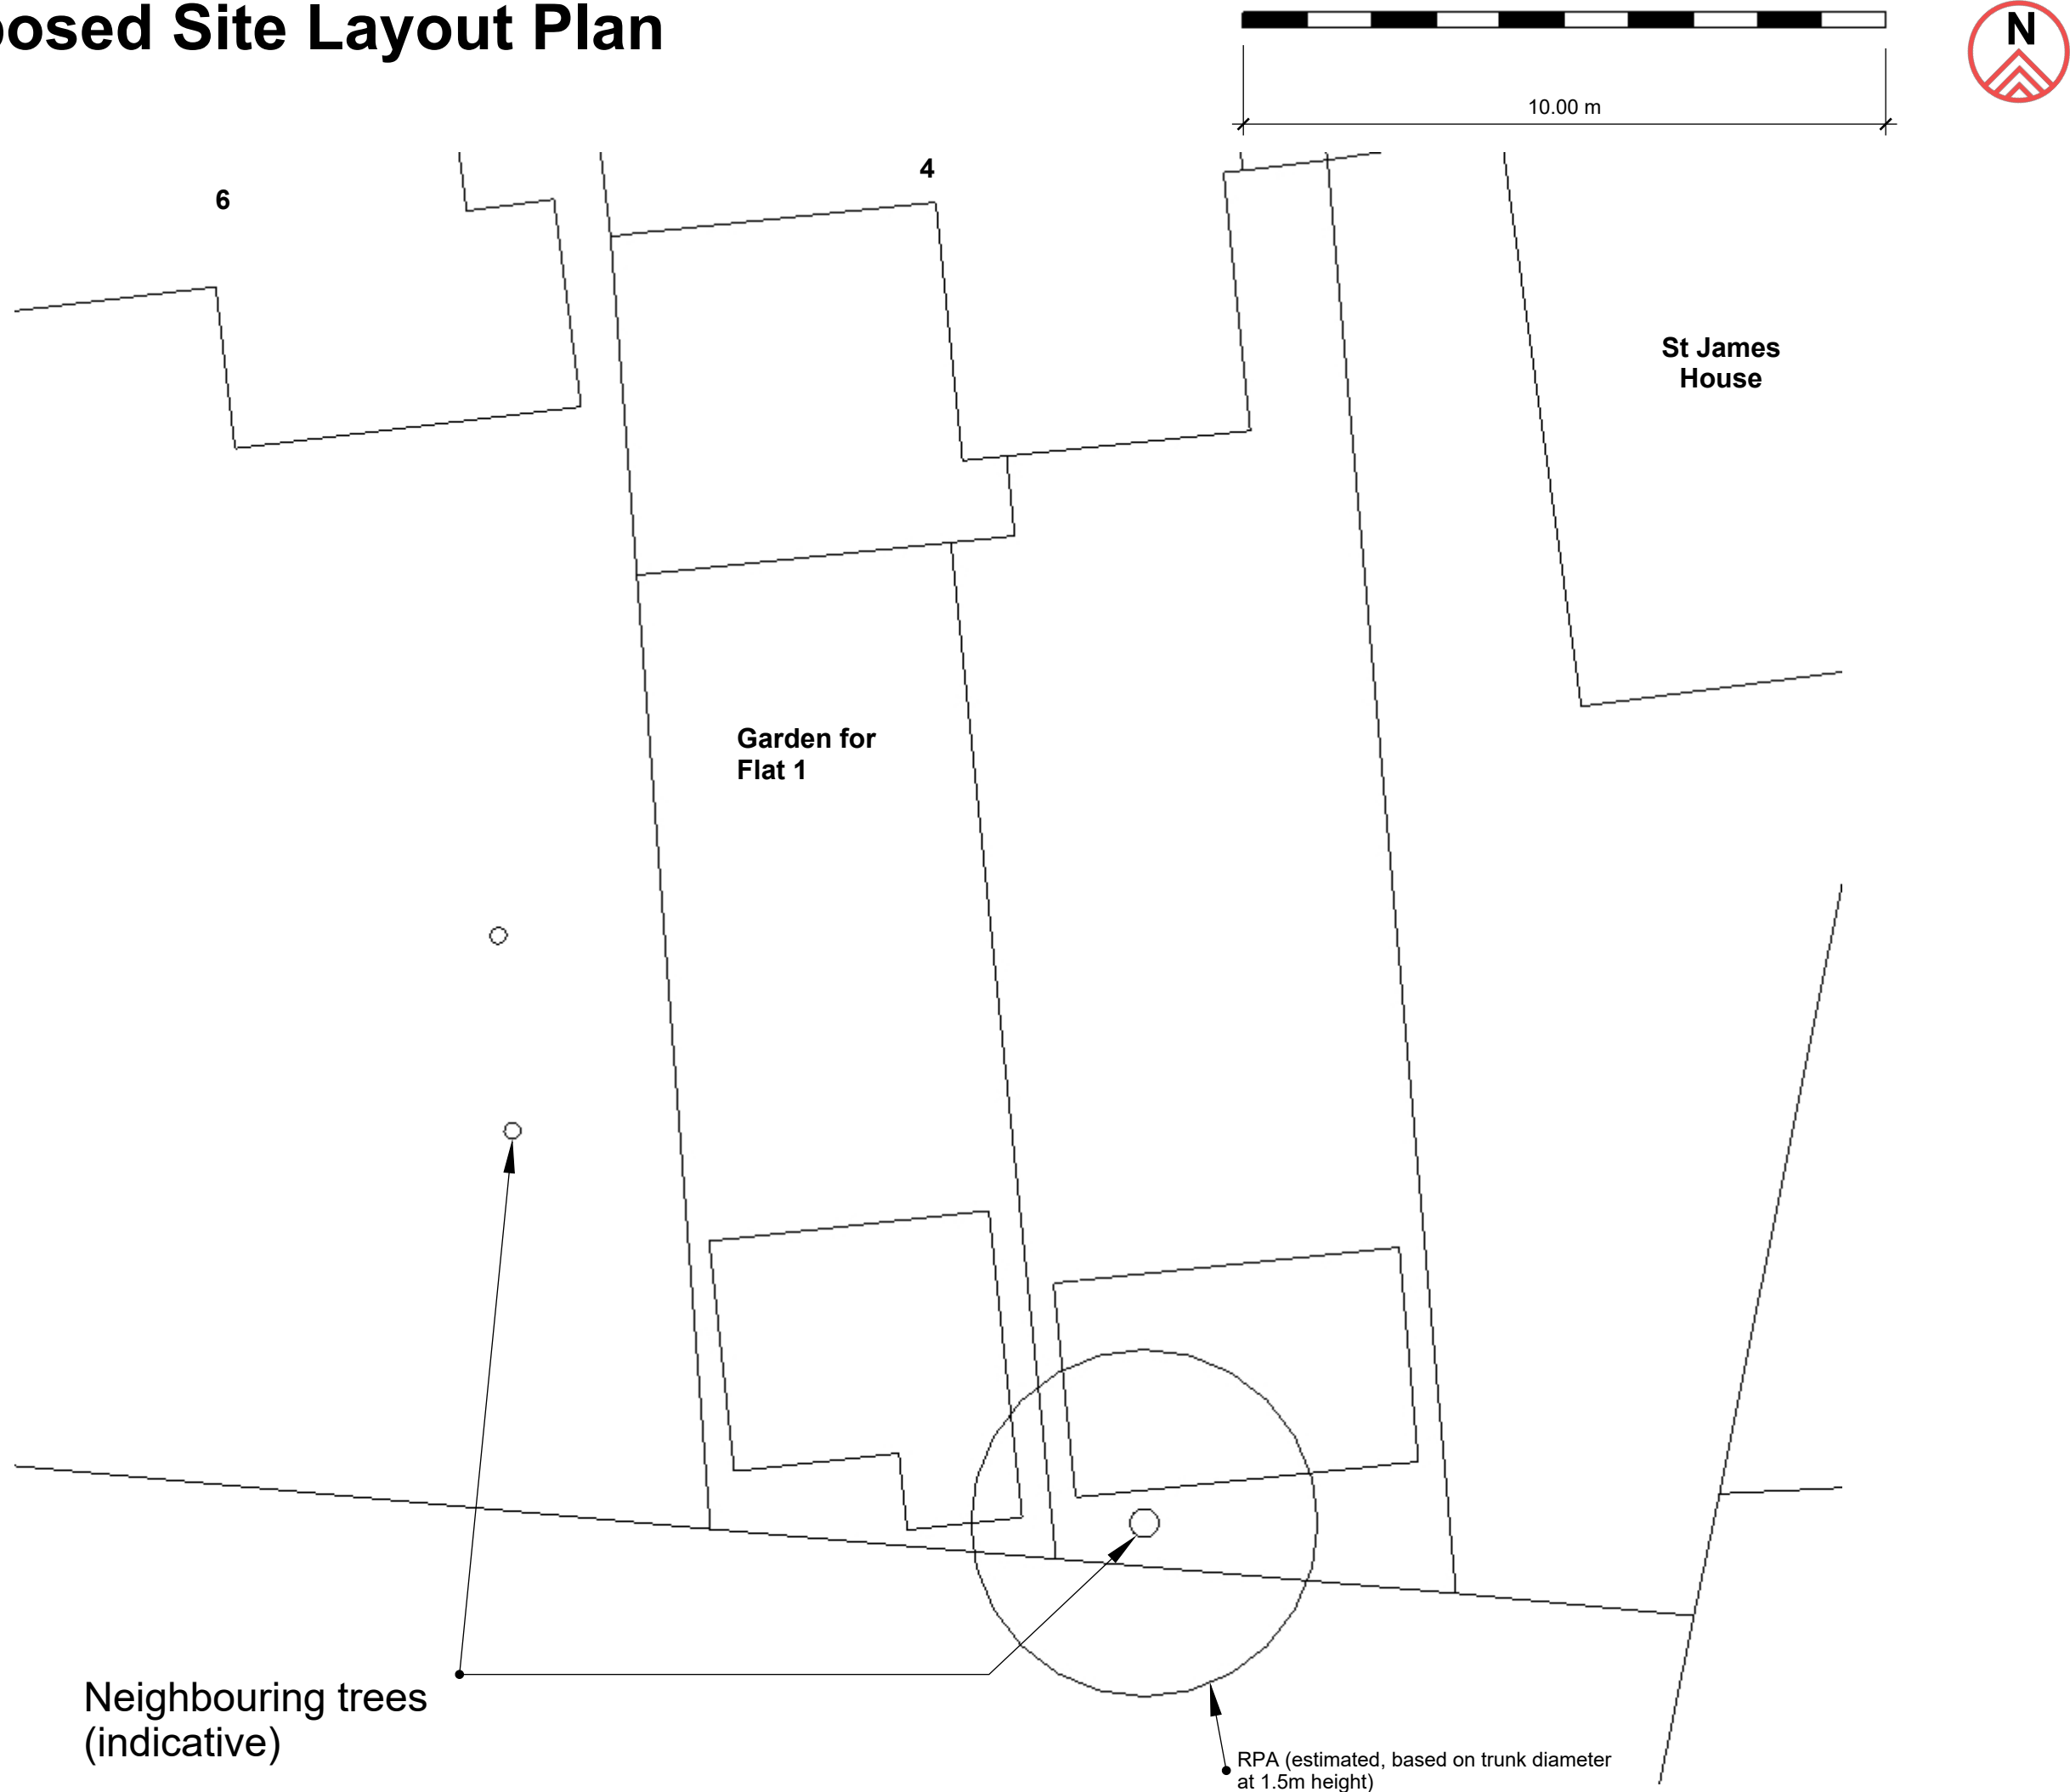 posed Site Layout Plan
N
10.00 m
4
6
St James
House
Garden for
Flat 1
Neighbouring trees
(indicative)
RPA (estimated, based on trunk diameter
at 1.5m height)